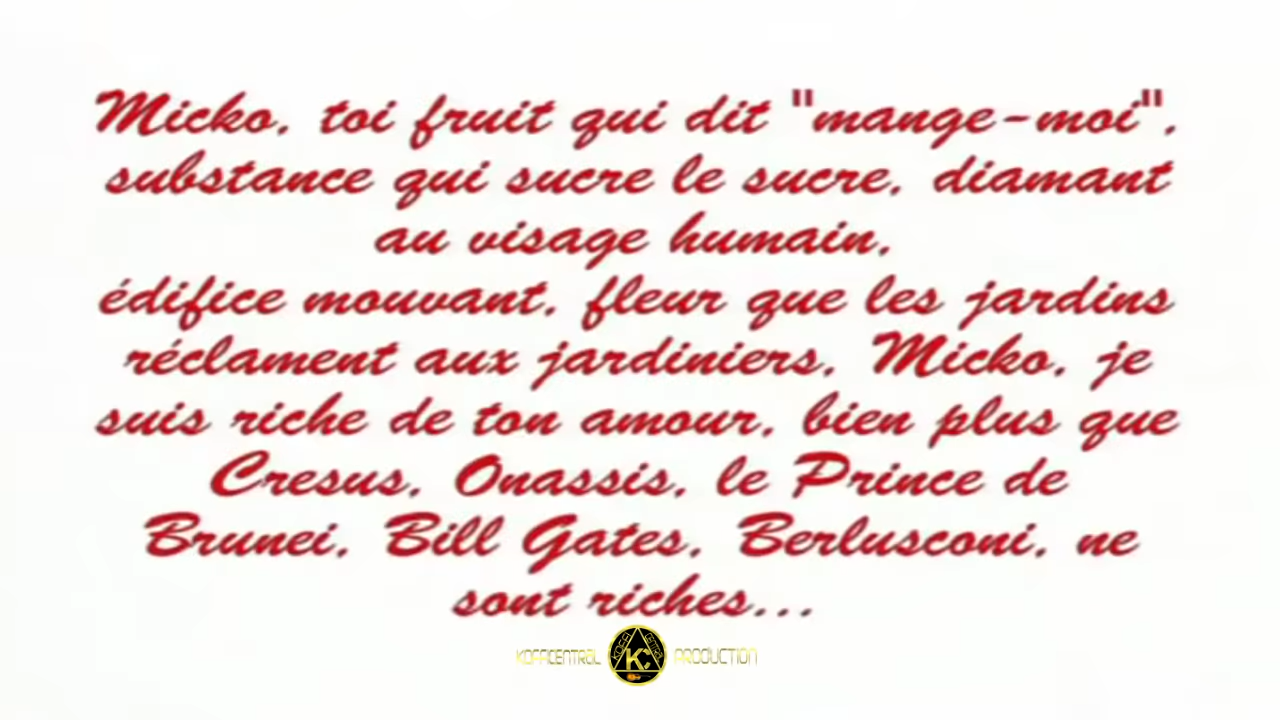 Micko, toi fruit qui dit "mange-moi",
substance qui sucre le sucre, diamant
au visage humain,
édifice mouvant, fleur que les jardins
réclament aux jardiniers, Micko, je
suis riche de ton amour, bien plus que
Cresus, Onassis, le Prince de
Brunei, Bill Gates, Berlusconi, ne
sont riches...
KOFFICENTRAL KC PRODUCTION